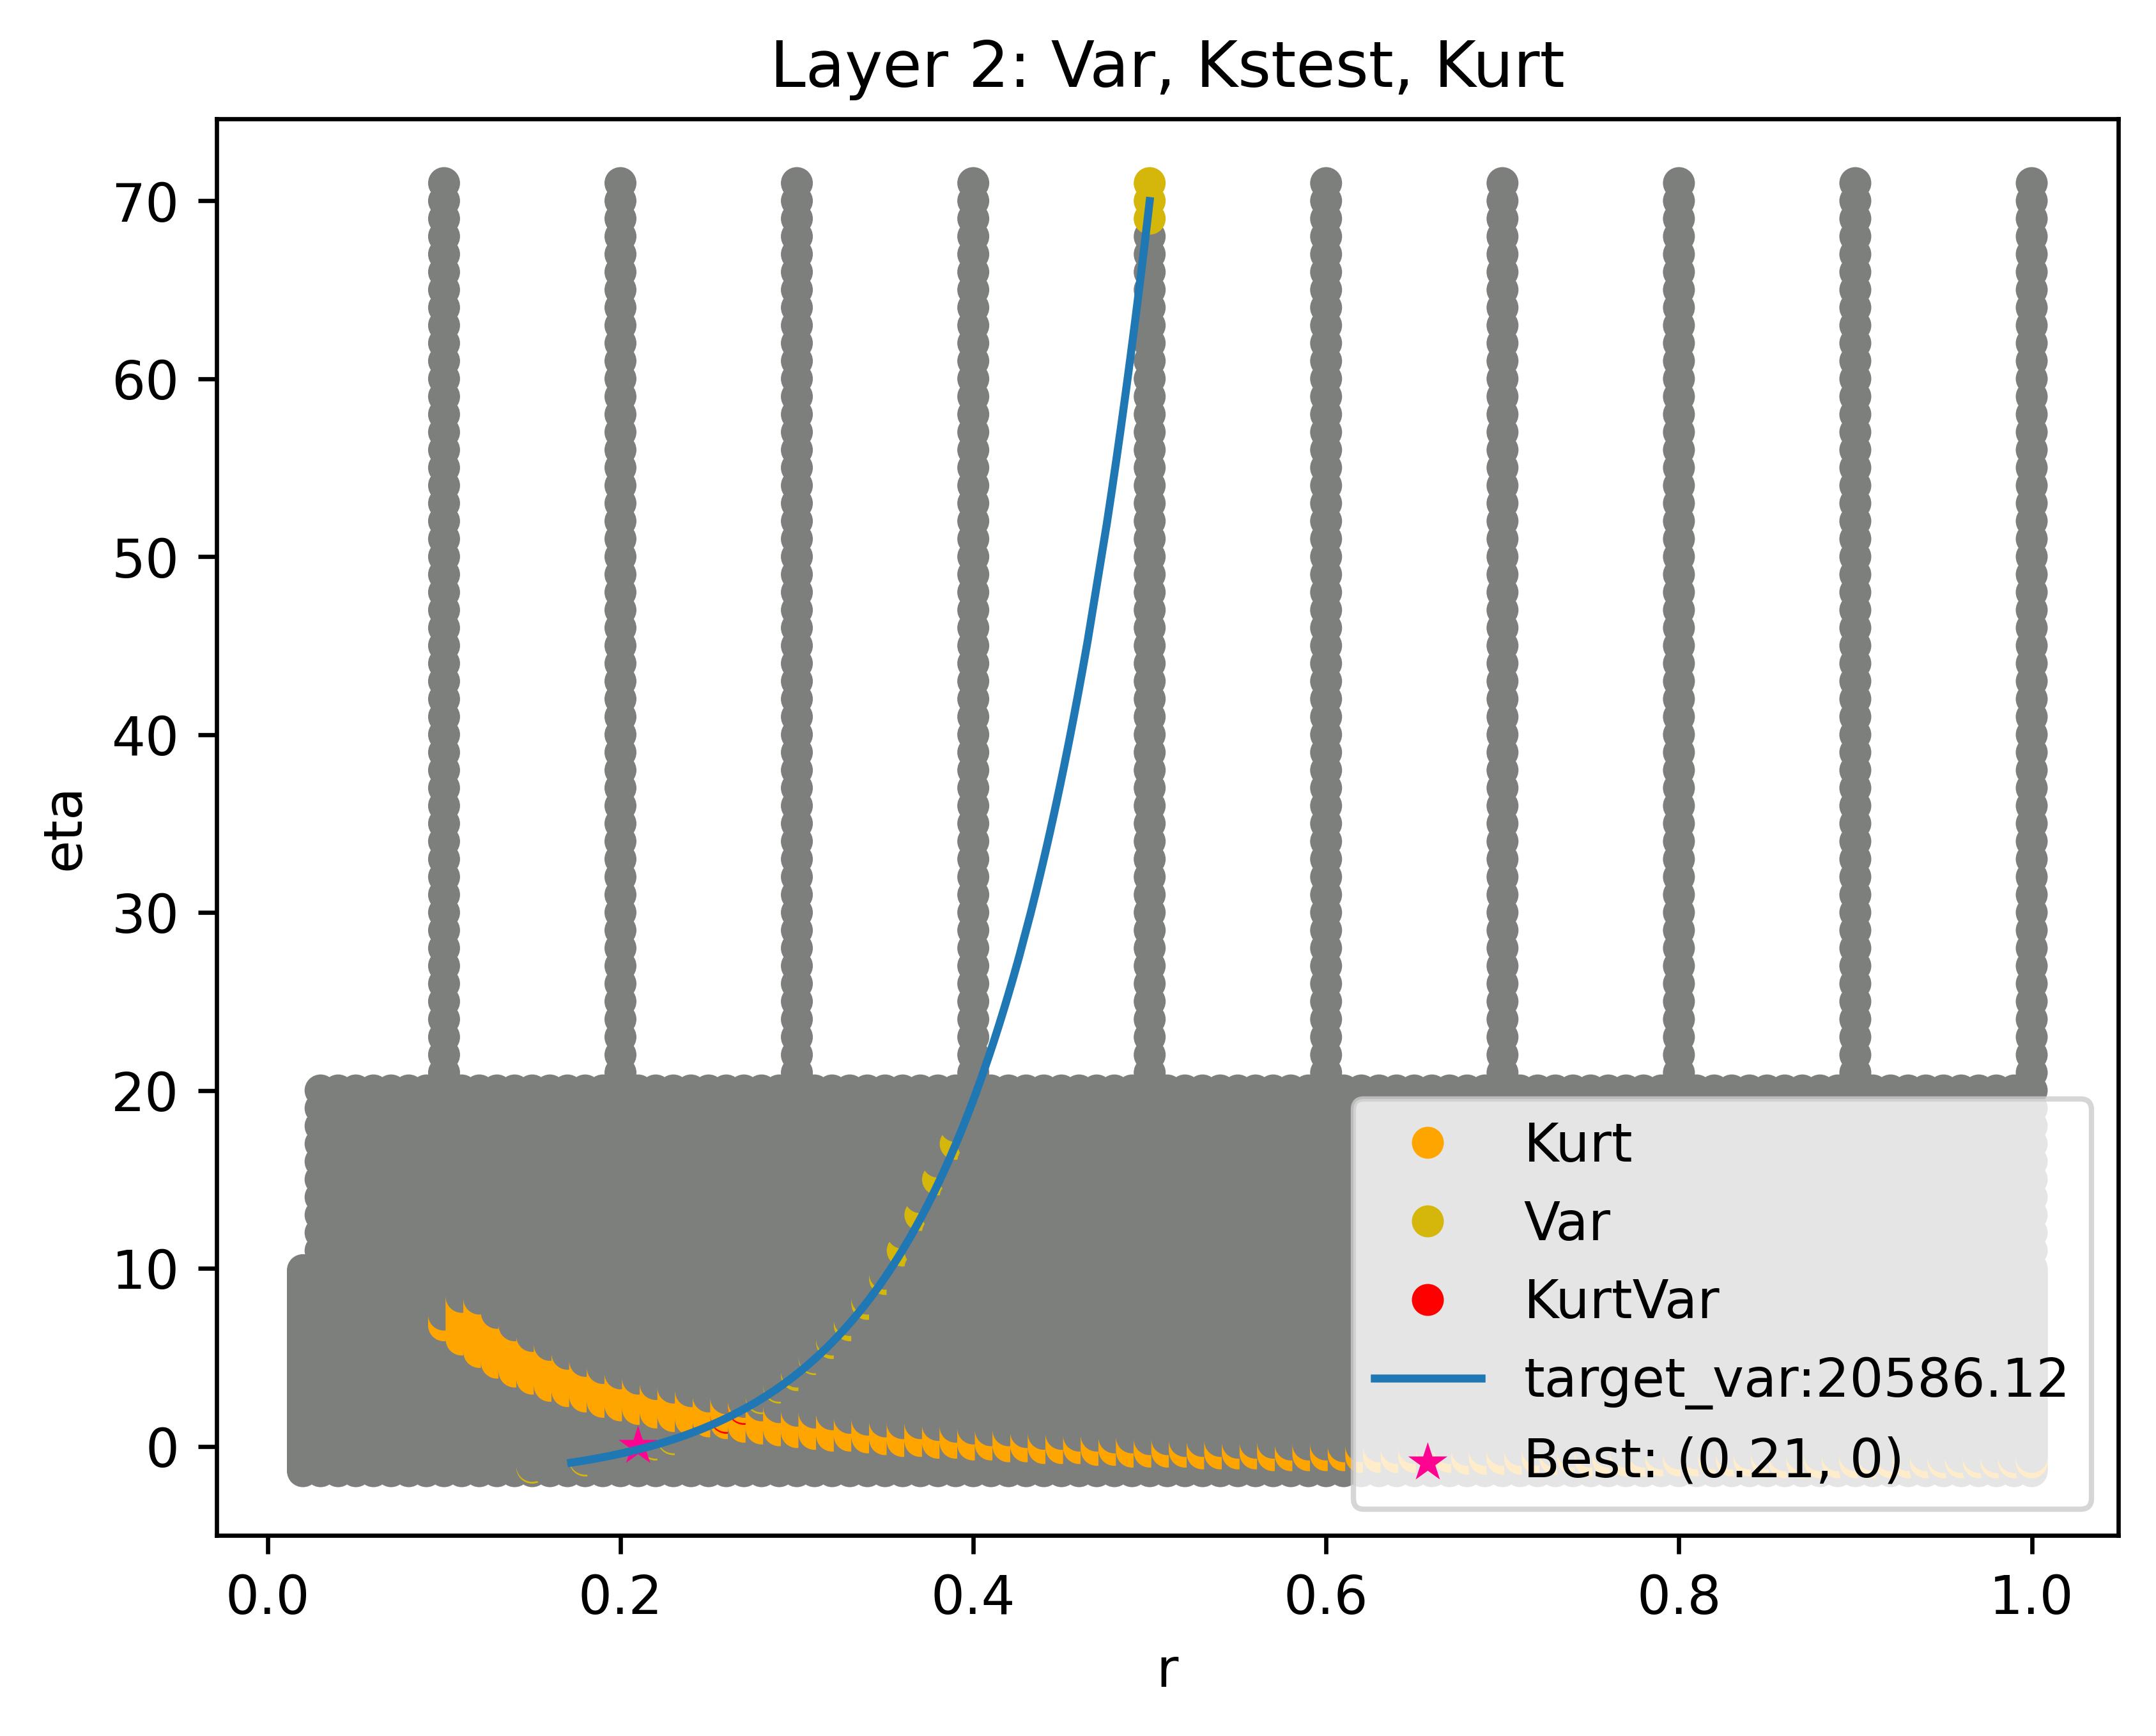 Layer 2: Var, Kstest, Kurt
70
60
50
40
30
20
10
0
eta
Kurt
Var
KurtVar
target_var:20586.12
Best: (0.21, 0)
0.0 0.2 0.4 0.6 0.8 1.0
r